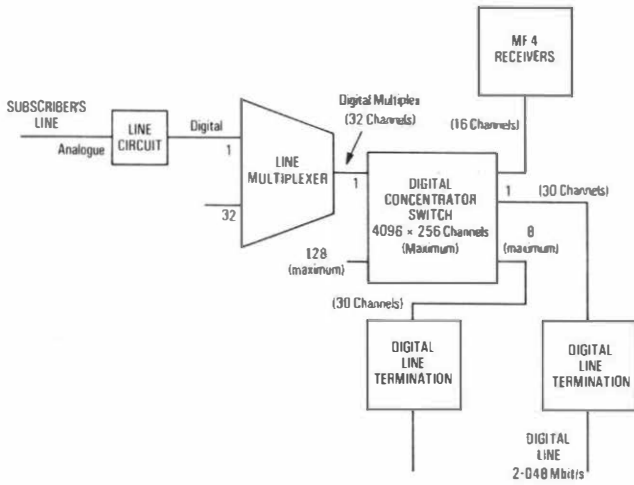 MF4
RECEIVERS
Digital Multiplex
(32 Channels)
(16 Channels)
SUBSCRIBER'S
LINE
Analogue
LINE
CIRCUIT
Digital
1
32
LINE
MULTIPLEXER
1
128
(maximum)
DIGITAL
CONCENTRATOR
SWITCH
4096 × 256 Channels
(Maximum)
1
(30 Channels)
8
(maximum)
(30 Channels)
DIGITAL
LINE
TERMINATION
DIGITAL
LINE
TERMINATION
DIGITAL
LINE
2·048 Mbit/s